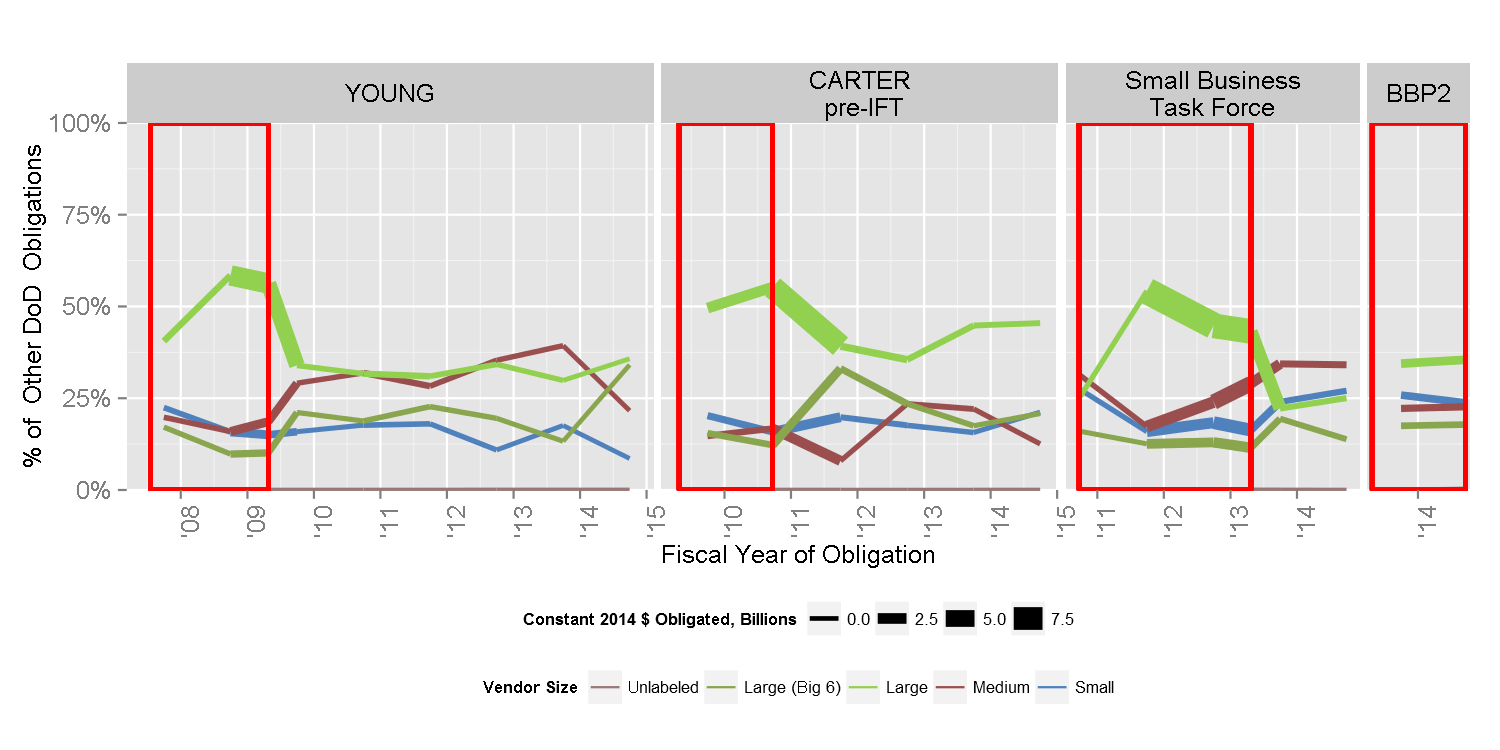 YOUNG
CARTER
pre-IFT
Small Business
Task Force
BBP2
% of Other DoD Obligations
100%
75%
50%
25%
0%
'08
'09
'10
'11
'12
'13
'14
'15
'10
'11
'12
'13
'14
'15
'11
'12
'13
'14
'14
Fiscal Year of Obligation
Constant 2014 $ Obligated, Billions 0.0 2.5 5.0 7.5
Vendor Size Unlabeled Large (Big 6) Large Medium Small